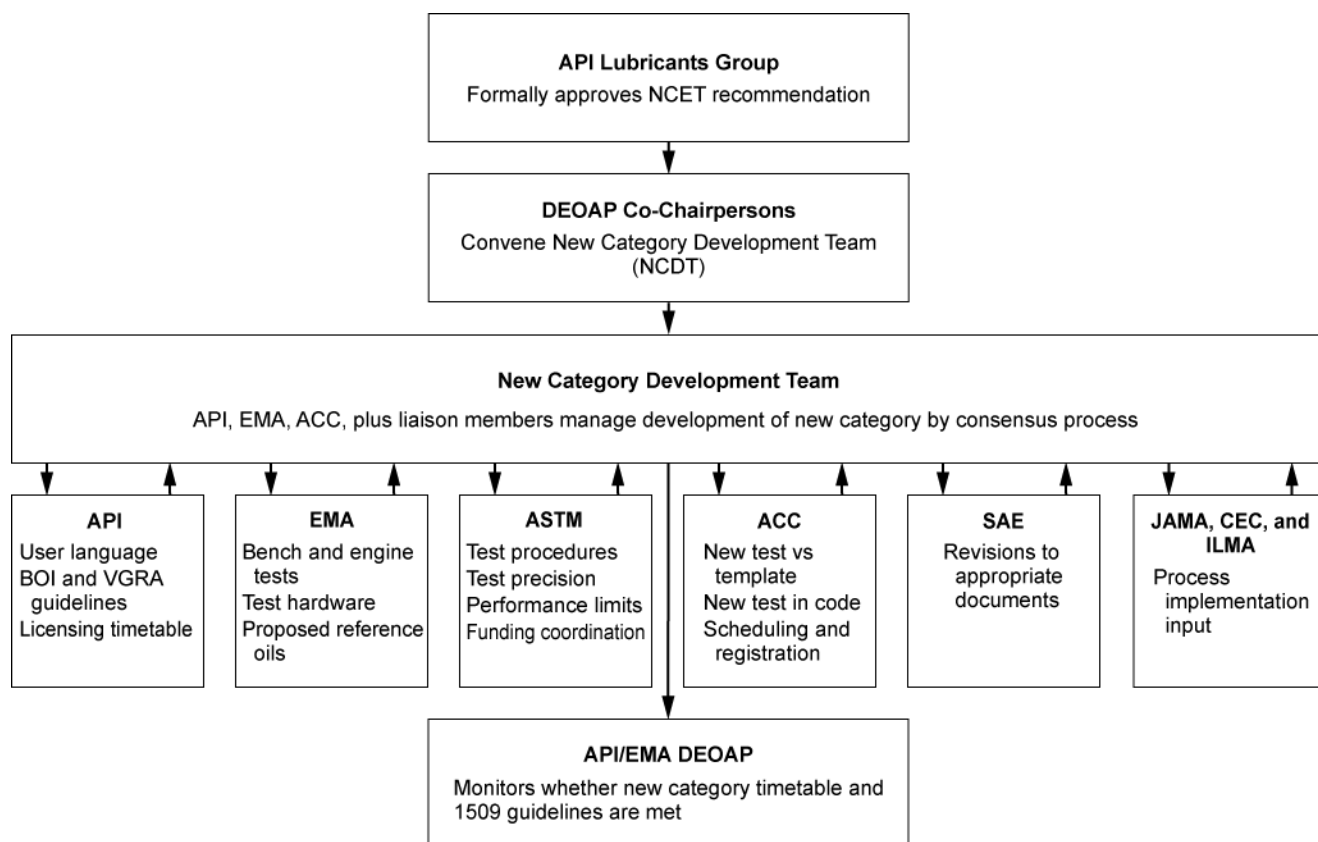 API Lubricants Group
Formally approves NCET recommendation
DEOAP Co-Chairpersons
Convene New Category Development Team
(NCDT)
New Category Development Team
API, EMA, ACC, plus liaison members manage development of new category by consensus process
API
User language
BOI and VGRA
guidelines
Licensing timetable
EMA
Bench and engine
tests
Test hardware
Proposed reference
oils
ASTM
Test procedures
Test precision
Performance limits
Funding coordination
ACC
New test vs
template
New test in code
Scheduling and
registration
SAE
Revisions to
appropriate
documents
JAMA, CEC, and
ILMA
Process
implementation
input
API/EMA DEOAP
Monitors whether new category timetable and
1509 guidelines are met